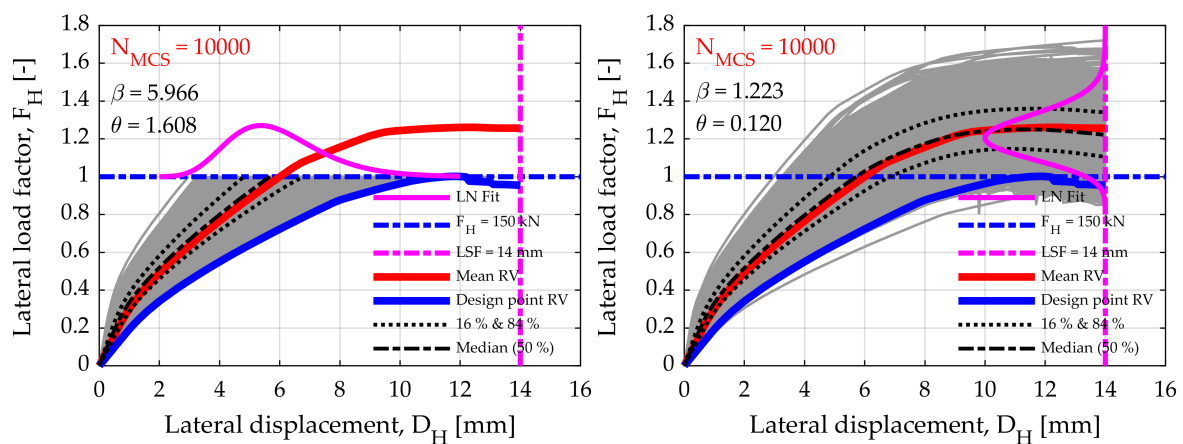 N_MCS = 10000
β = 5.966
θ = 1.608
Lateral load factor, F_H [-]
1.8
1.6
1.4
1.2
1
0.8
0.6
0.4
0.2
0
LN Fit
F_H = 150 kN
LSF = 14 mm
Mean RV
Design point RV
16 % & 84 %
Median (50 %)
0 2 4 6 8 10 12 14 16
Lateral displacement, D_H [mm]
N_MCS = 10000
β = 1.223
θ = 0.120
Lateral load factor, F_H [-]
1.8
1.6
1.4
1.2
1
0.8
0.6
0.4
0.2
0
LN Fit
F_H = 150 kN
LSF = 14 mm
Mean RV
Design point RV
16 % & 84 %
Median (50 %)
0 2 4 6 8 10 12 14 16
Lateral displacement, D_H [mm]